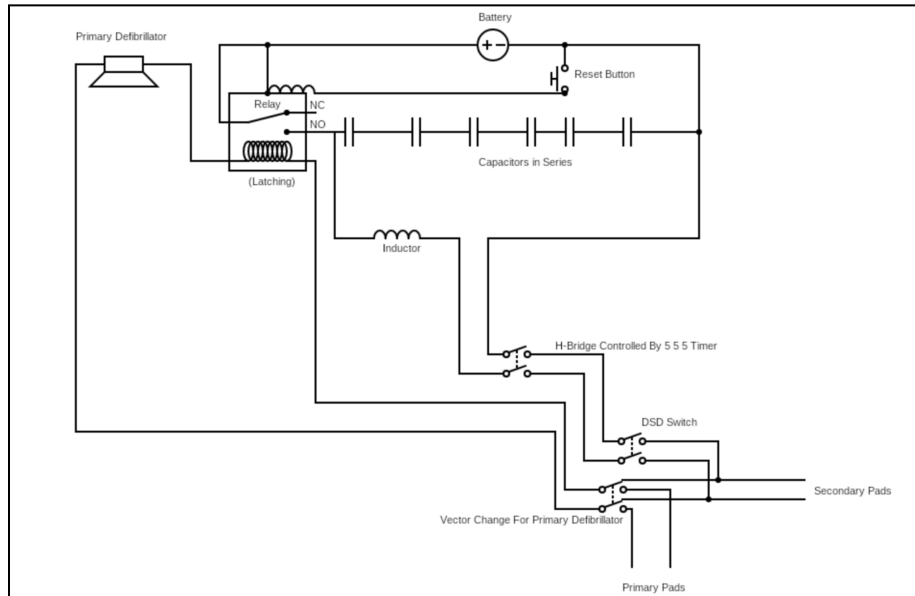 Battery
Primary Defibrillator
Reset Button
Relay
NC
NO
Capacitors in Series
(Latching)
Inductor
H-Bridge Controlled By 5 5 5 Timer
DSD Switch
Secondary Pads
Vector Change For Primary Defibrillator
Primary Pads